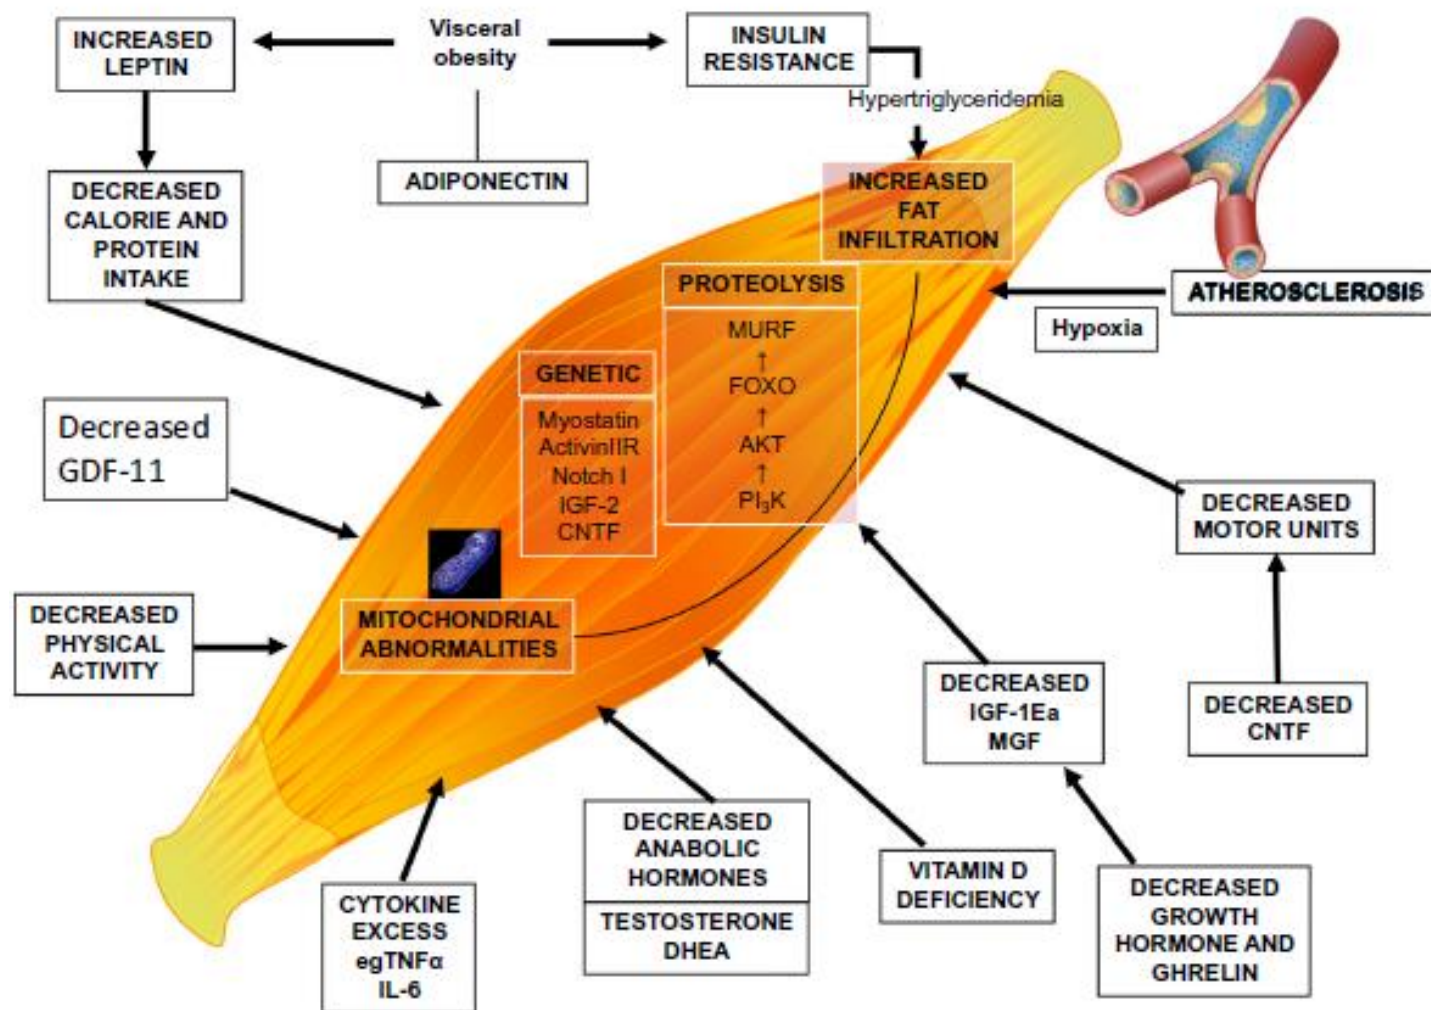 INCREASED
LEPTIN
Visceral
obesity
INSULIN
RESISTANCE
Hypertriglyceridemia
DECREASED
CALORIE AND
PROTEIN
INTAKE
ADIPONECTIN
INCREASED
FAT
INFILTRATION
ATHEROSCLEROSIS
Hypoxia
PROTEOLYSIS
MURF
↑
FOXO
↑
AKT
↑
PI₃K
GENETIC
Myostatin
ActivinIIR
Notch I
IGF-2
CNTF
Decreased
GDF-11
DECREASED
MOTOR UNITS
DECREASED
PHYSICAL
ACTIVITY
MITOCHONDRIAL
ABNORMALITIES
DECREASED
IGF-1Ea
MGF
DECREASED
CNTF
CYTOKINE
EXCESS
egTNFα
IL-6
DECREASED
ANABOLIC
HORMONES
TESTOSTERONE
DHEA
VITAMIN D
DEFICIENCY
DECREASED
GROWTH
HORMONE AND
GHRELIN